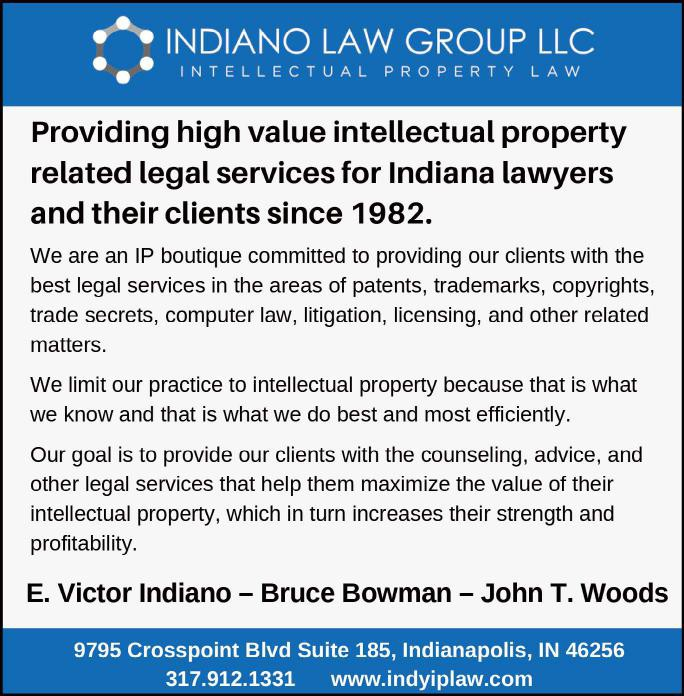 INDIANO LAW GROUP LLC
INTELLECTUAL PROPERTY LAW
Providing high value intellectual property
related legal services for Indiana lawyers
and their clients since 1982.
We are an IP boutique committed to providing our clients with the
best legal services in the areas of patents, trademarks, copyrights,
trade secrets, computer law, litigation, licensing, and other related
matters.
We limit our practice to intellectual property because that is what
we know and that is what we do best and most efficiently.
Our goal is to provide our clients with the counseling, advice, and
other legal services that help them maximize the value of their
intellectual property, which in turn increases their strength and
profitability.
E. Victor Indiano – Bruce Bowman – John T. Woods
9795 Crosspoint Blvd Suite 185, Indianapolis, IN 46256
317.912.1331 www.indyiplaw.com